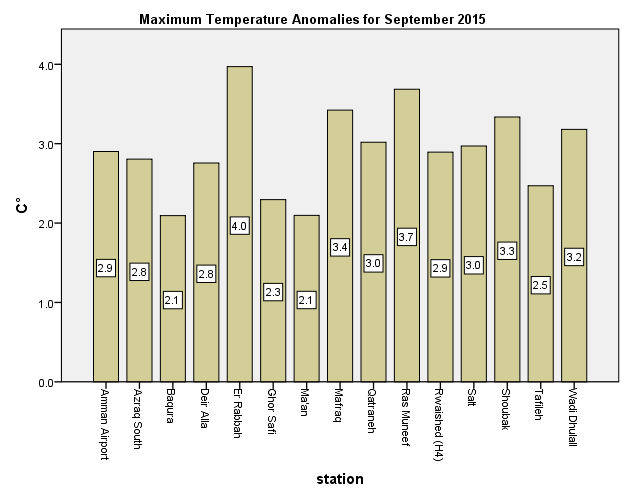 Maximum Temperature Anomalies for September 2015
C°
4.0
3.0
2.0
1.0
0.0
2.9
2.8
2.1
2.8
4.0
2.3
2.1
3.4
3.0
3.7
2.9
3.0
3.3
2.5
3.2
Amman Airport
Azraq South
Baqura
Deir Alla
Er Rabbah
Ghor Safi
Ma'an
Mafraq
Qatraneh
Ras Muneef
Rwaished (H4)
Salt
Shoubak
Tafileh
Wadi Dhulail
station